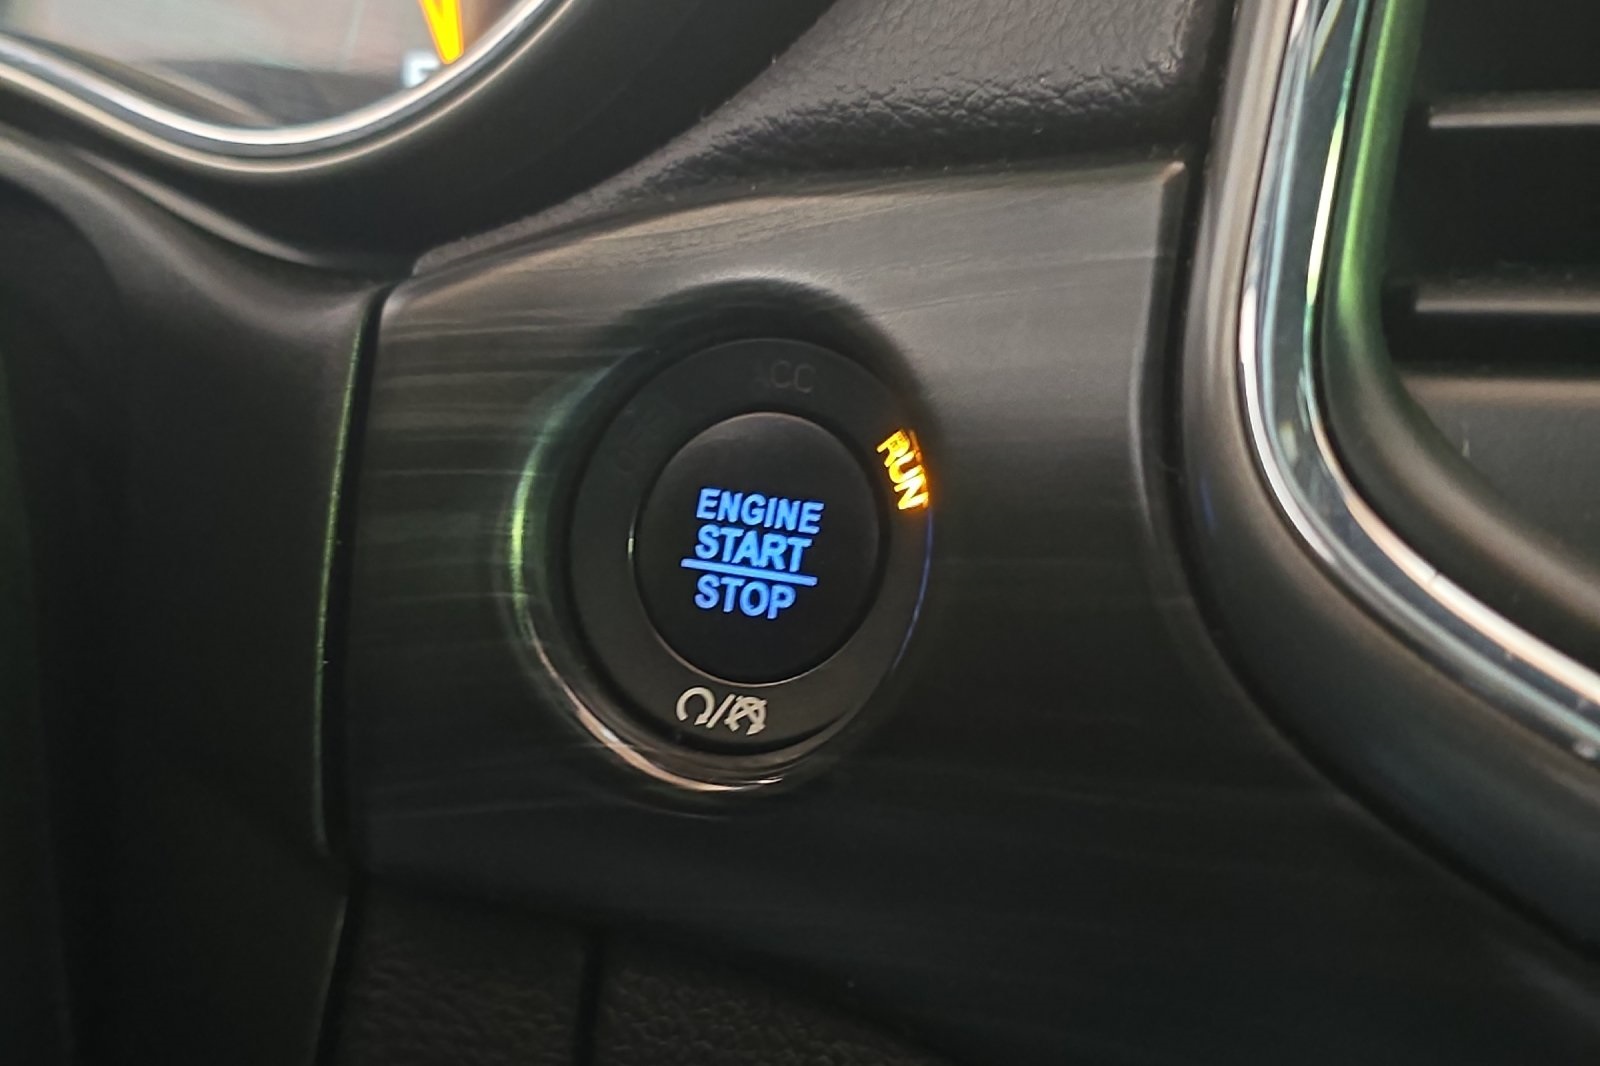 ACC
RUN
ENGINE
START
STOP